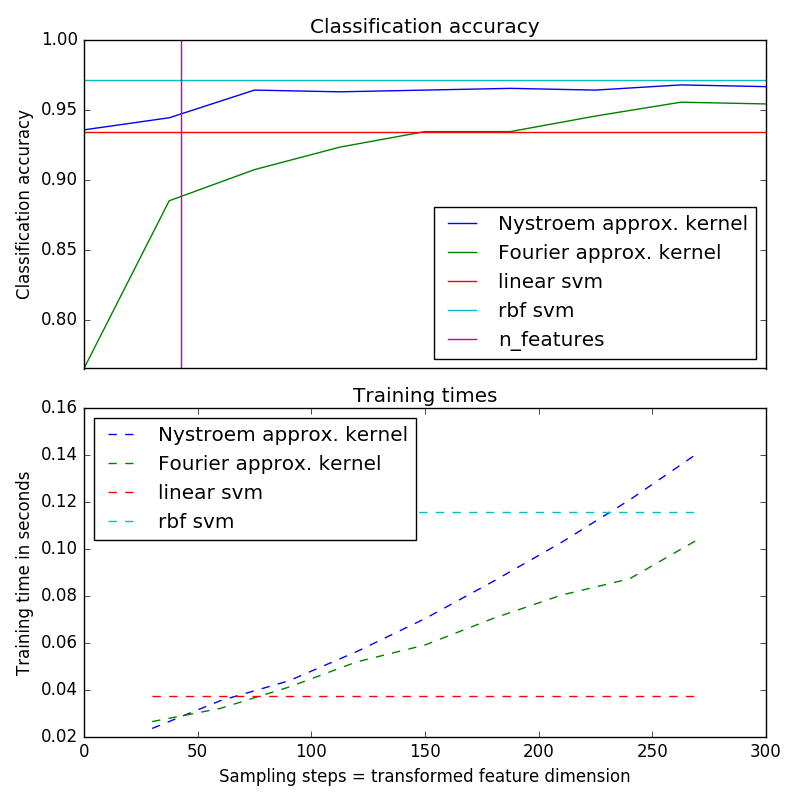 Classification accuracy
1.00
0.95
0.90
0.85
0.80
Classification accuracy
Nystroem approx. kernel
Fourier approx. kernel
linear svm
rbf svm
n_features
Training times
0.16
0.14
0.12
0.10
0.08
0.06
0.04
0.02
Training time in seconds
Nystroem approx. kernel
Fourier approx. kernel
linear svm
rbf svm
0 50 100 150 200 250 300
Sampling steps = transformed feature dimension